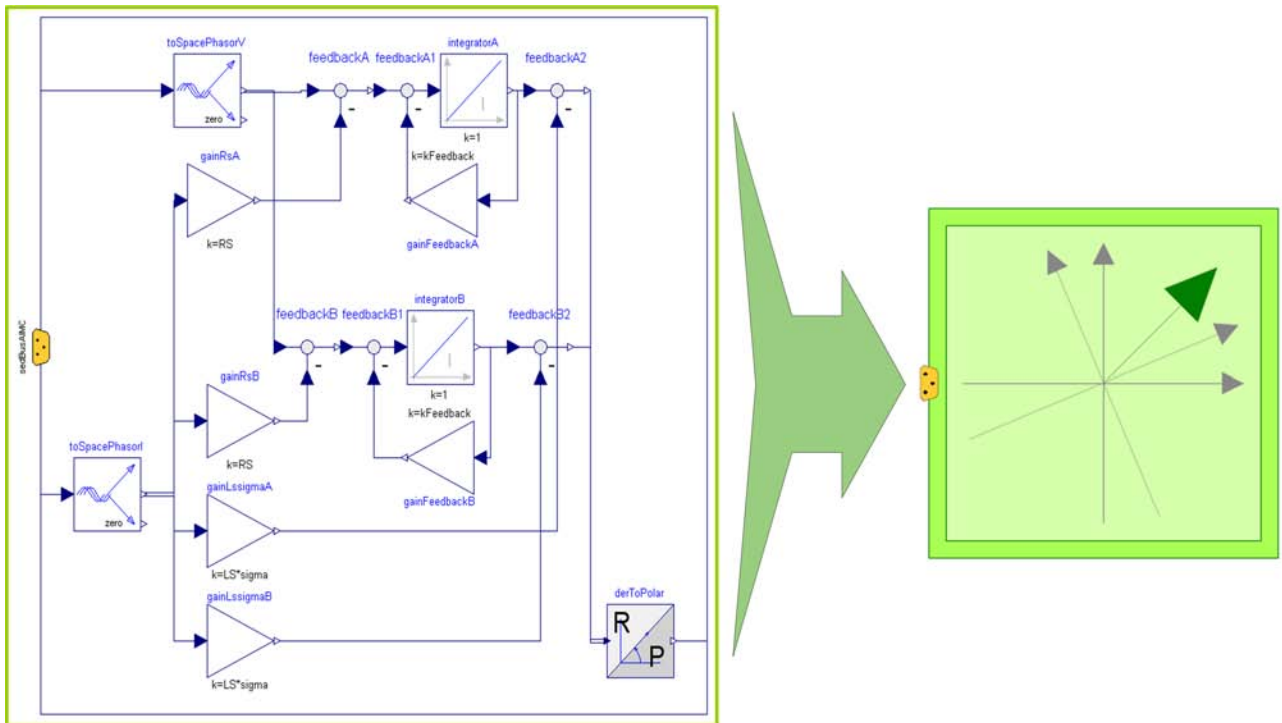 toSpacePhasorV
zero
feedbackA
feedbackA1
integratorA
k=1
feedbackA2
-
-
-
k=kFeedback
gainRsA
k=RS
gainFeedbackA
sedBusAIMC
feedbackB
feedbackB1
integratorB
k=1
feedbackB2
-
-
-
k=kFeedback
gainRsB
k=RS
gainFeedbackB
toSpacePhasorI
zero
gainLssigmaA
k=LS*sigma
gainLssigmaB
k=LS*sigma
derToPolar
R
P